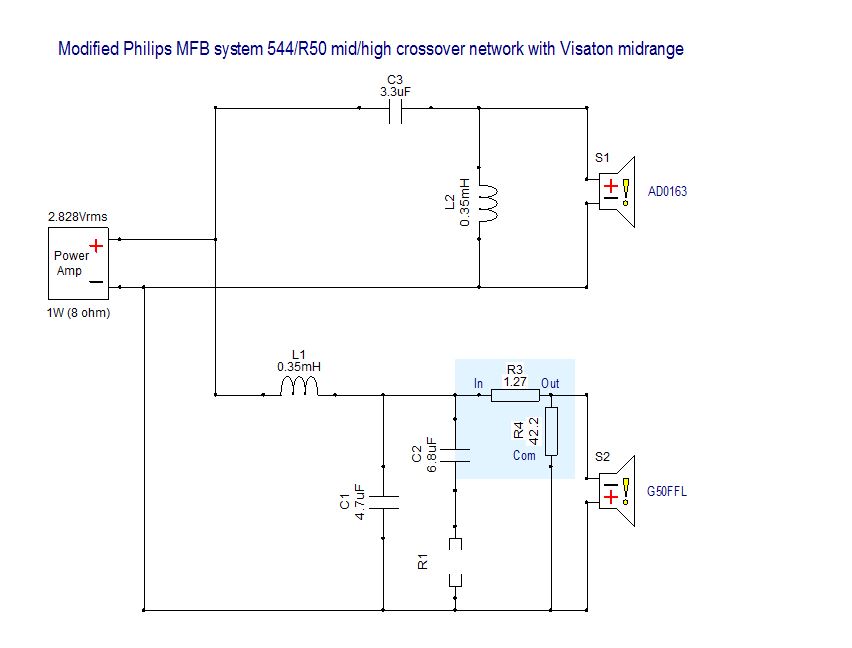 Modified Philips MFB system 544/R50 mid/high crossover network with Visaton midrange
C3
3.3uF
S1
AD0163
L2
0.35mH
2.828Vrms
Power
Amp
1W (8 ohm)
L1
0.35mH
R3
In
1.27
Out
R4
42.2
Com
C2
6.8uF
S2
G50FFL
C1
4.7uF
R1